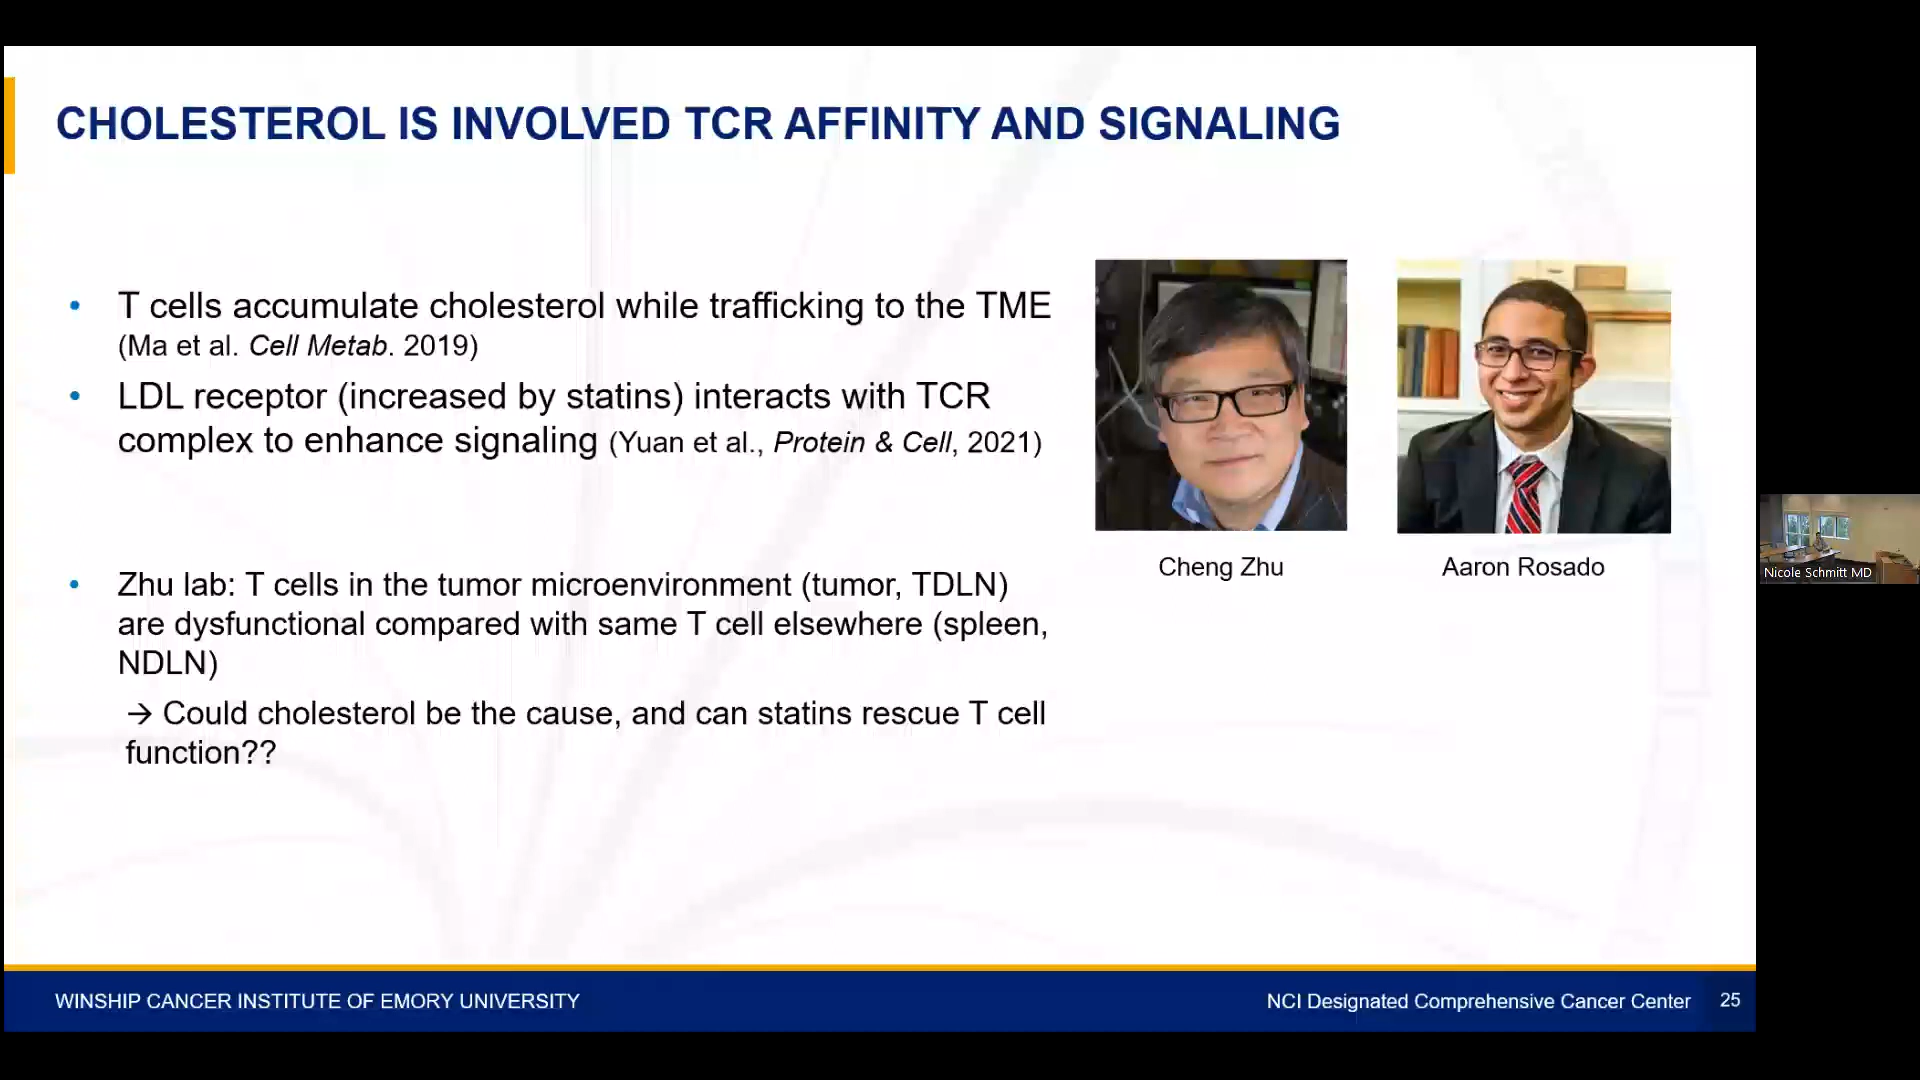 CHOLESTEROL IS INVOLVED TCR AFFINITY AND SIGNALING
• T cells accumulate cholesterol while trafficking to the TME
(Ma et al. Cell Metab. 2019)
• LDL receptor (increased by statins) interacts with TCR
complex to enhance signaling (Yuan et al., Protein & Cell, 2021)
• Zhu lab: T cells in the tumor microenvironment (tumor, TDLN)
are dysfunctional compared with same T cell elsewhere (spleen,
NDLN)
→ Could cholesterol be the cause, and can statins rescue T cell
function??
Cheng Zhu
Aaron Rosado
Nicole Schmitt MD
WINSHIP CANCER INSTITUTE OF EMORY UNIVERSITY
NCI Designated Comprehensive Cancer Center 25